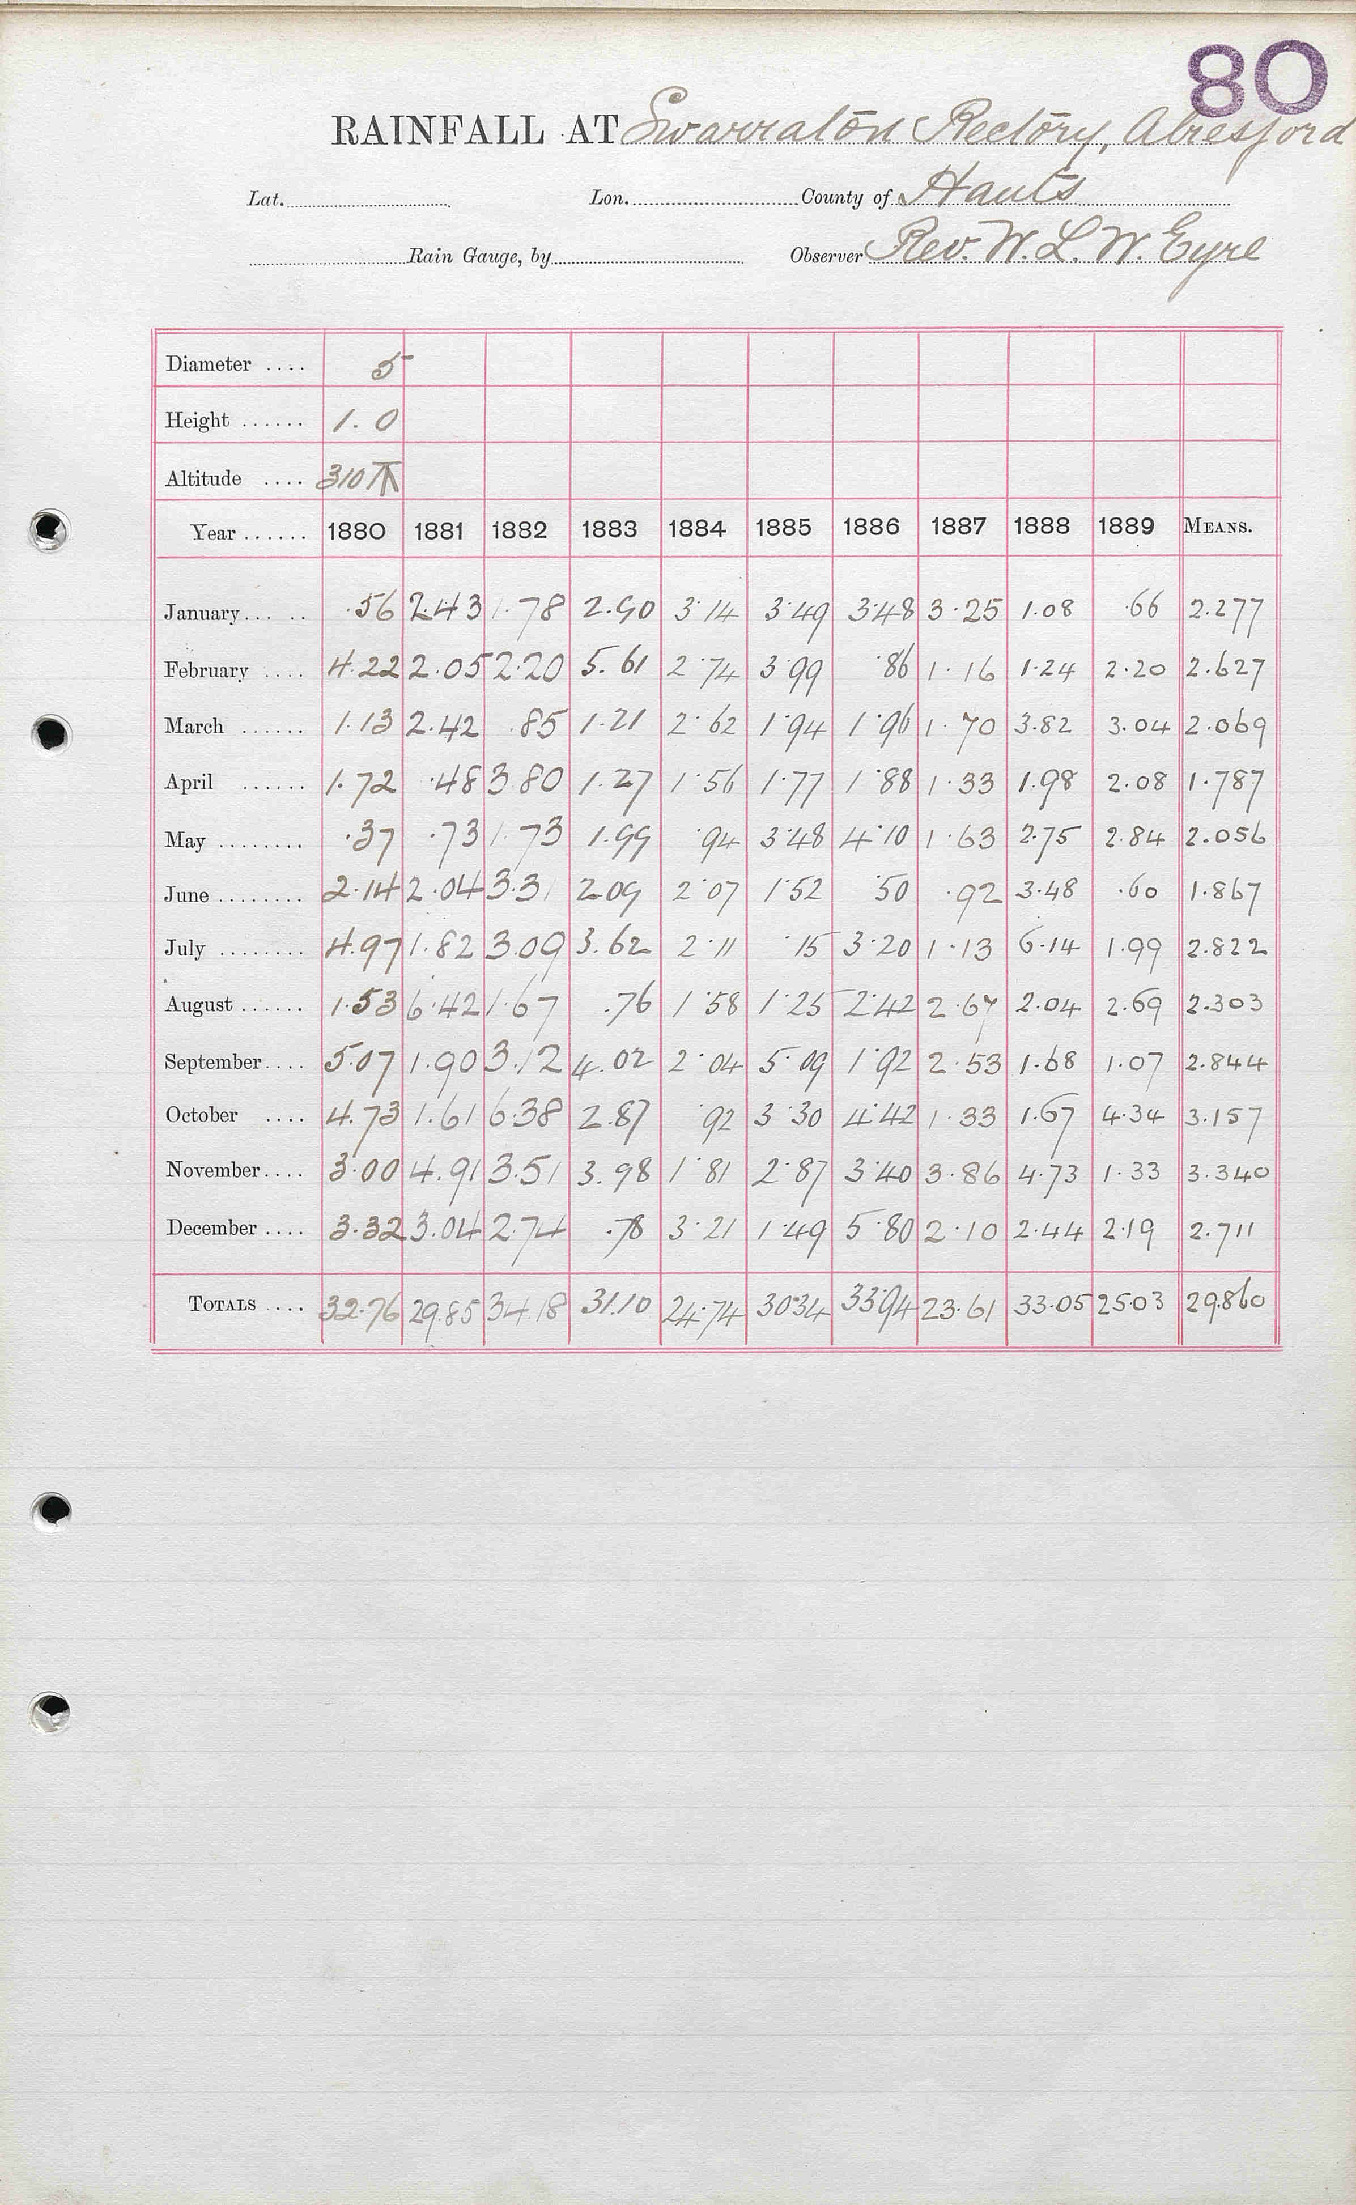 80
RAINFALL AT Swarraton Rectory, Alresford
Lat. Lon. County of Hants
Rain Gauge, by Observer Rev. W. L. W. Eyre
Diameter .... 5
Height ...... 1.0
Altitude .... 310
Year ...... 1880 1881 1882 1883 1884 1885 1886 1887 1888 1889 MEANS.
January ..... .56 2.43 1.78 2.90 3.14 3.49 3.48 3.25 1.08 .66 2.277
February .... 4.22 2.05 2.20 5.61 2.74 3.99 .86 1.16 1.24 2.20 2.627
March ...... 1.13 2.42 .85 1.21 2.62 1.94 1.96 1.70 3.82 3.04 2.069
April ...... 1.72 .48 3.80 1.27 1.56 1.77 1.88 1.33 1.98 2.08 1.787
May ........ .37 .73 1.73 1.99 .94 3.48 4.10 1.63 2.75 2.84 2.056
June ........ 2.14 2.04 3.31 2.09 2.07 1.52 .50 .92 3.48 .60 1.867
July ........ 4.97 1.82 3.09 3.62 2.11 .15 3.20 1.13 6.14 1.99 2.822
August ...... 1.53 6.42 1.67 .76 1.58 1.25 2.42 2.67 2.04 2.69 2.303
September .... 5.07 1.90 3.12 4.02 2.04 5.09 1.92 2.53 1.68 1.07 2.844
October .... 4.73 1.61 6.38 2.87 .92 3.30 4.42 1.33 1.67 4.34 3.157
November .... 3.00 4.91 3.51 3.98 1.81 2.87 3.40 3.86 4.73 1.33 3.340
December .... 3.32 3.04 2.74 .78 3.21 1.49 5.80 2.10 2.44 2.19 2.711
TOTALS .... 32.76 29.85 34.18 31.10 24.74 30.34 33.94 23.61 33.05 25.03 29.860